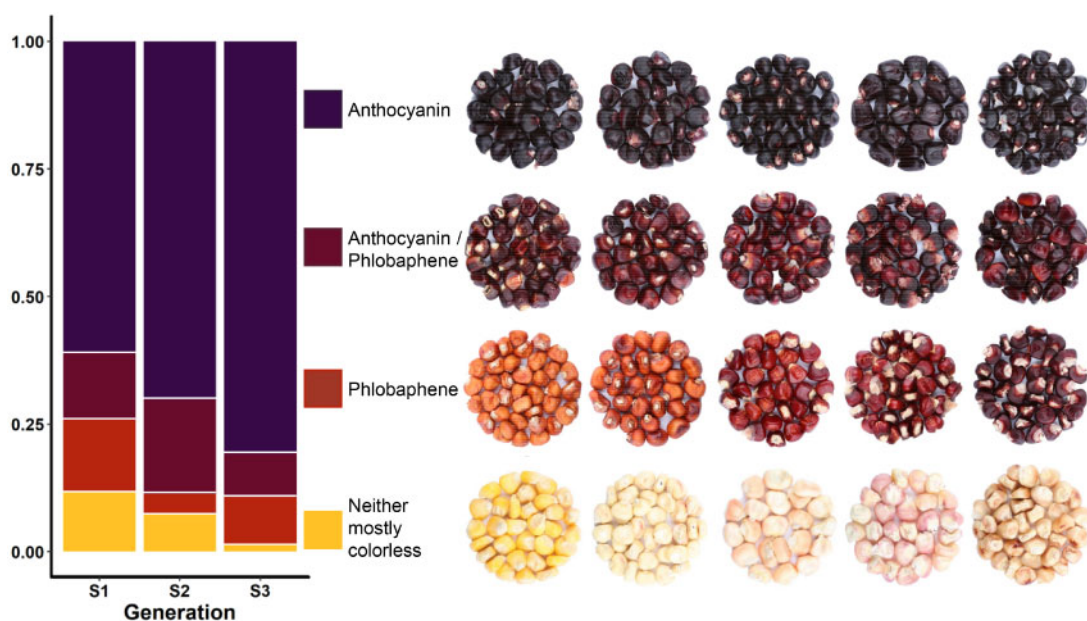 1.00
0.75
0.50
0.25
0.00
S1 S2 S3
Generation
Anthocyanin
Anthocyanin /
Phlobaphene
Phlobaphene
Neither
mostly
colorless